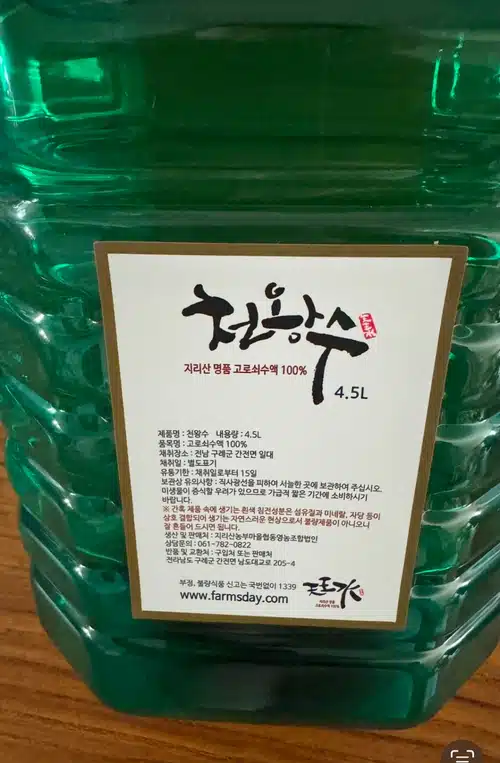 천왕수
지리산 명품 고로쇠수액 100%
4.5L
제품명 : 천왕수 내용량 : 4.5L
품목명 : 고로쇠수액 100%
채취장소 : 전남 구례군 간전면 일대
채취일 : 별도표기
유통기한 : 채취일로부터 15일
보관상 유의사항 : 직사광선을 피하여 서늘한 곳에 보관하여 주십시오.
미생물이 증식할 우려가 있으므로 가급적 짧은 기간에 소비하시기
바랍니다.
※ 간혹 제품 속에 생기는 흰색 침전성분은 섬유질과 미네랄, 자당 등이
상호 결합되어 생기는 자연스러운 현상으로서 불량제품이 아니오니
잘 흔들어 드시면 됩니다.
생산 및 판매처 : 지리산농부마을협동영농조합법인
상담문의 : 061-782-0822
반품 및 교환처 : 구입처 또는 판매처
전라남도 구례군 간전면 남도대교로 205-4
부정, 불량식품 신고는 국번없이 1339
www.farmsday.com